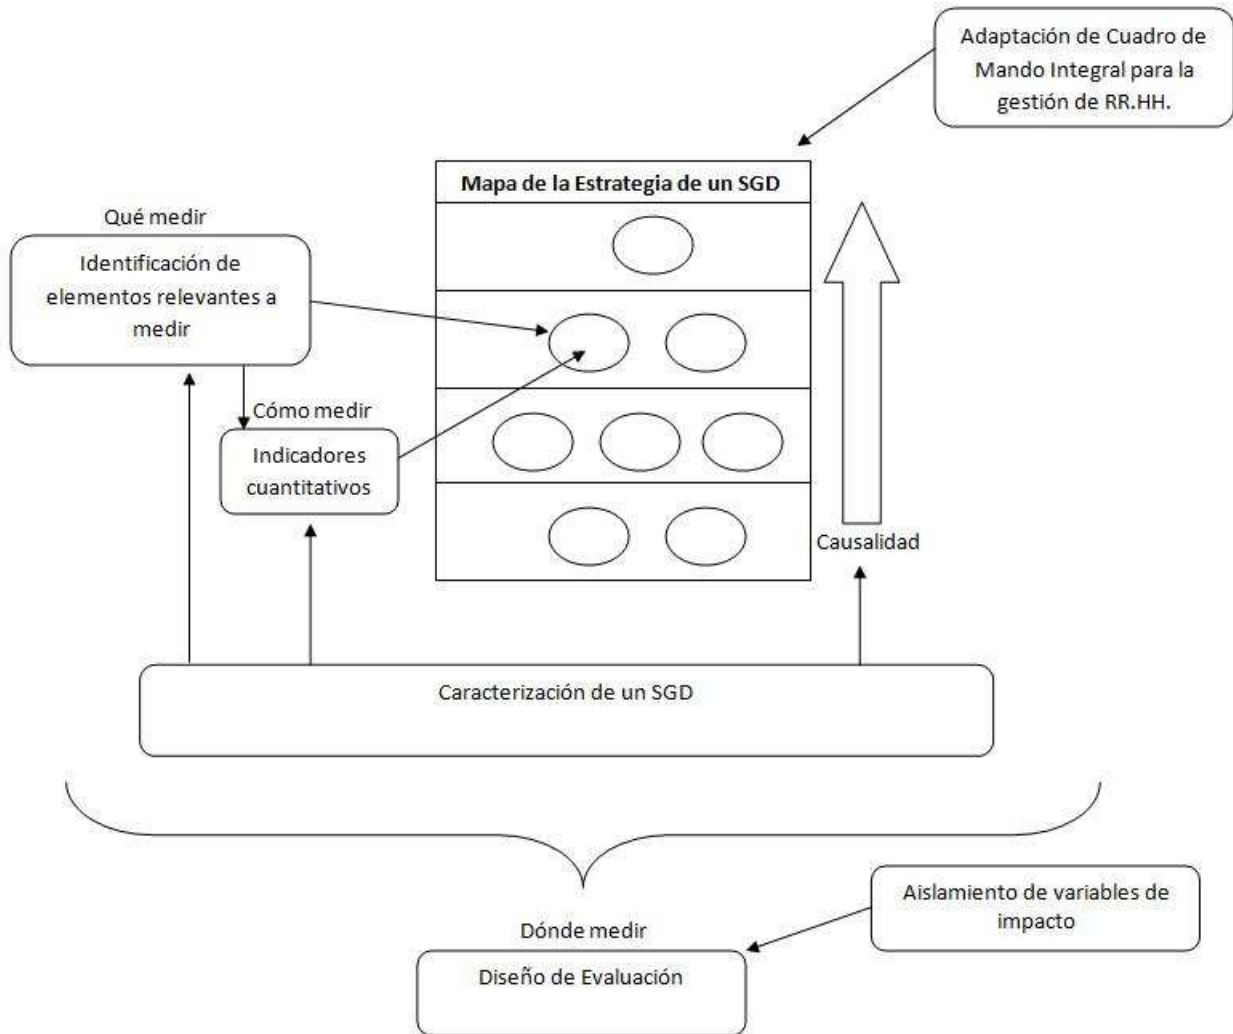 Adaptación de Cuadro de
Mando Integral para la
gestión de RR.HH.
Mapa de la Estrategia de un SGD
Qué medir
Identificación de
elementos relevantes a
medir
Cómo medir
Indicadores
cuantitativos
Causalidad
Caracterización de un SGD
Aislamiento de variables de
impacto
Dónde medir
Diseño de Evaluación